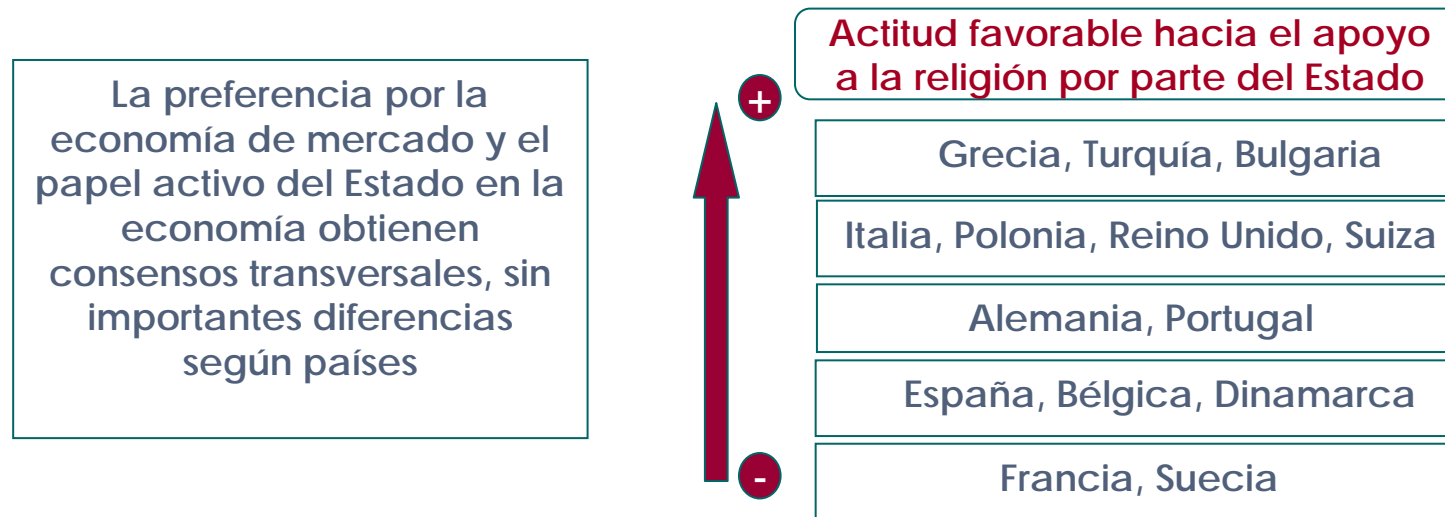 La preferencia por la
economía de mercado y el
papel activo del Estado en la
economía obtienen
consensos transversales, sin
importantes diferencias
según países
+
-
Actitud favorable hacia el apoyo
a la religión por parte del Estado
Grecia, Turquía, Bulgaria
Italia, Polonia, Reino Unido, Suiza
Alemania, Portugal
España, Bélgica, Dinamarca
Francia, Suecia